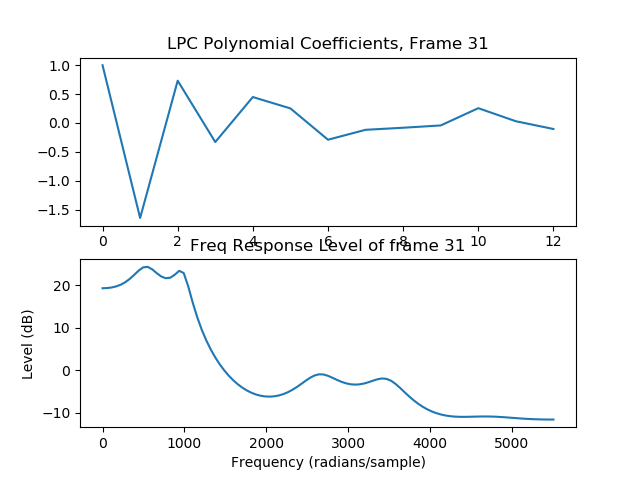 LPC Polynomial Coefficients, Frame 31
1.0
0.5
0.0
−0.5
−1.0
−1.5
0 2 4 6 8 10 12
Freq Response Level of frame 31
20
10
0
−10
Level (dB)
0 1000 2000 3000 4000 5000
Frequency (radians/sample)